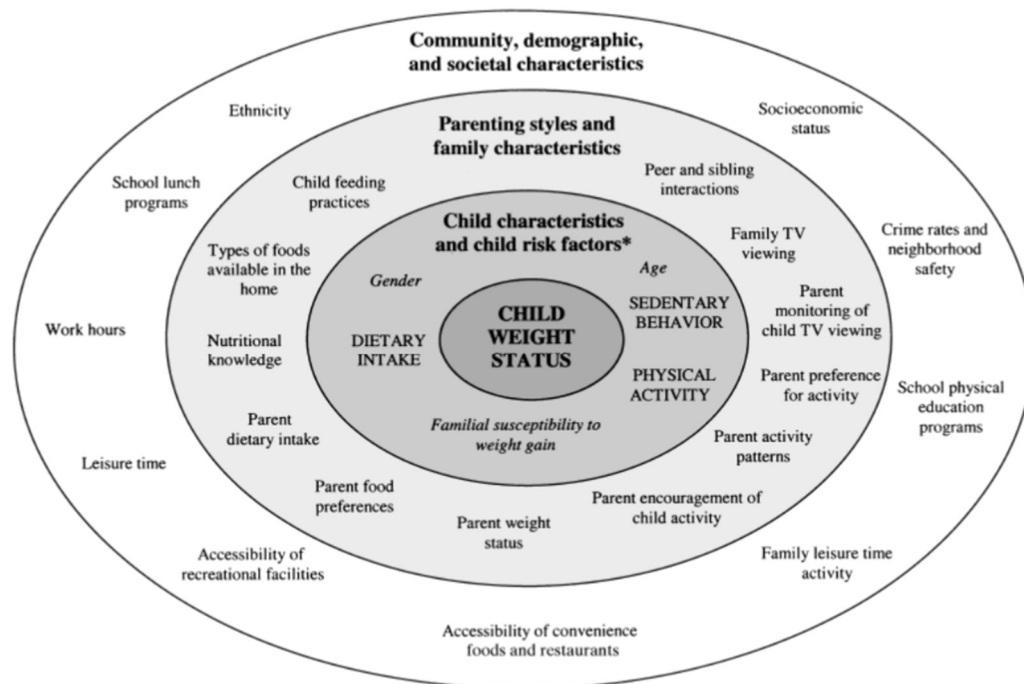 Community, demographic,
and societal characteristics
Ethnicity
Socioeconomic
status
Parenting styles and
family characteristics
School lunch
programs
Child feeding
practices
Peer and sibling
interactions
Child characteristics
and child risk factors*
Family TV
viewing
Crime rates and
neighborhood
safety
Types of foods
available in the
home
Gender
Age
Work hours
Nutritional
knowledge
DIETARY
INTAKE
CHILD
WEIGHT
STATUS
SEDENTARY
BEHAVIOR
Parent
monitoring of
child TV viewing
PHYSICAL
ACTIVITY
Parent preference
for activity
School physical
education
programs
Parent
dietary intake
Familial susceptibility to
weight gain
Parent activity
patterns
Leisure time
Parent food
preferences
Parent weight
status
Parent encouragement of
child activity
Accessibility of
recreational facilities
Family leisure time
activity
Accessibility of convenience
foods and restaurants